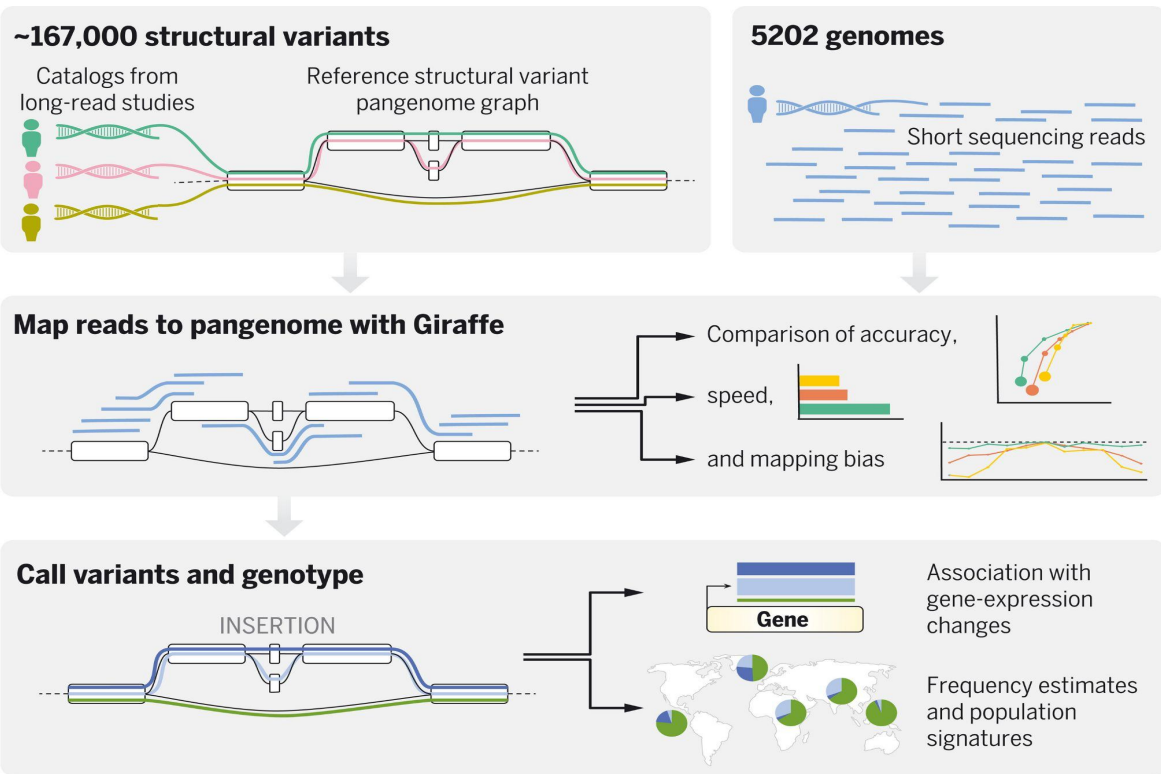 ~167,000 structural variants
Catalogs from
long-read studies
Reference structural variant
pangenome graph
5202 genomes
Short sequencing reads
Map reads to pangenome with Giraffe
Comparison of accuracy,
speed,
and mapping bias
Call variants and genotype
INSERTION
Gene
Association with
gene-expression
changes
Frequency estimates
and population
signatures